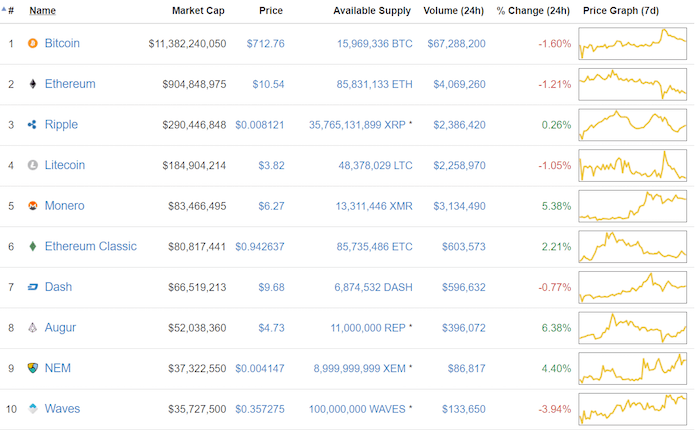 # Name Market Cap Price Available Supply Volume (24h) % Change (24h) Price Graph (7d)
1 Bitcoin $11,382,240,050 $712.76 15,969,336 BTC $67,288,200 -1.60%
2 Ethereum $904,848,975 $10.54 85,831,133 ETH $4,069,260 -1.21%
3 Ripple $290,446,848 $0.008121 35,765,131,899 XRP * $2,386,420 0.26%
4 Litecoin $184,904,214 $3.82 48,378,029 LTC $2,258,970 -1.05%
5 Monero $83,466,495 $6.27 13,311,446 XMR $3,134,490 5.38%
6 Ethereum Classic $80,817,441 $0.942637 85,735,486 ETC $603,573 2.21%
7 Dash $66,519,213 $9.68 6,874,532 DASH $596,632 -0.77%
8 Augur $52,038,360 $4.73 11,000,000 REP * $396,072 6.38%
9 NEM $37,322,550 $0.004147 8,999,999,999 XEM * $86,817 4.40%
10 Waves $35,727,500 $0.357275 100,000,000 WAVES * $133,650 -3.94%